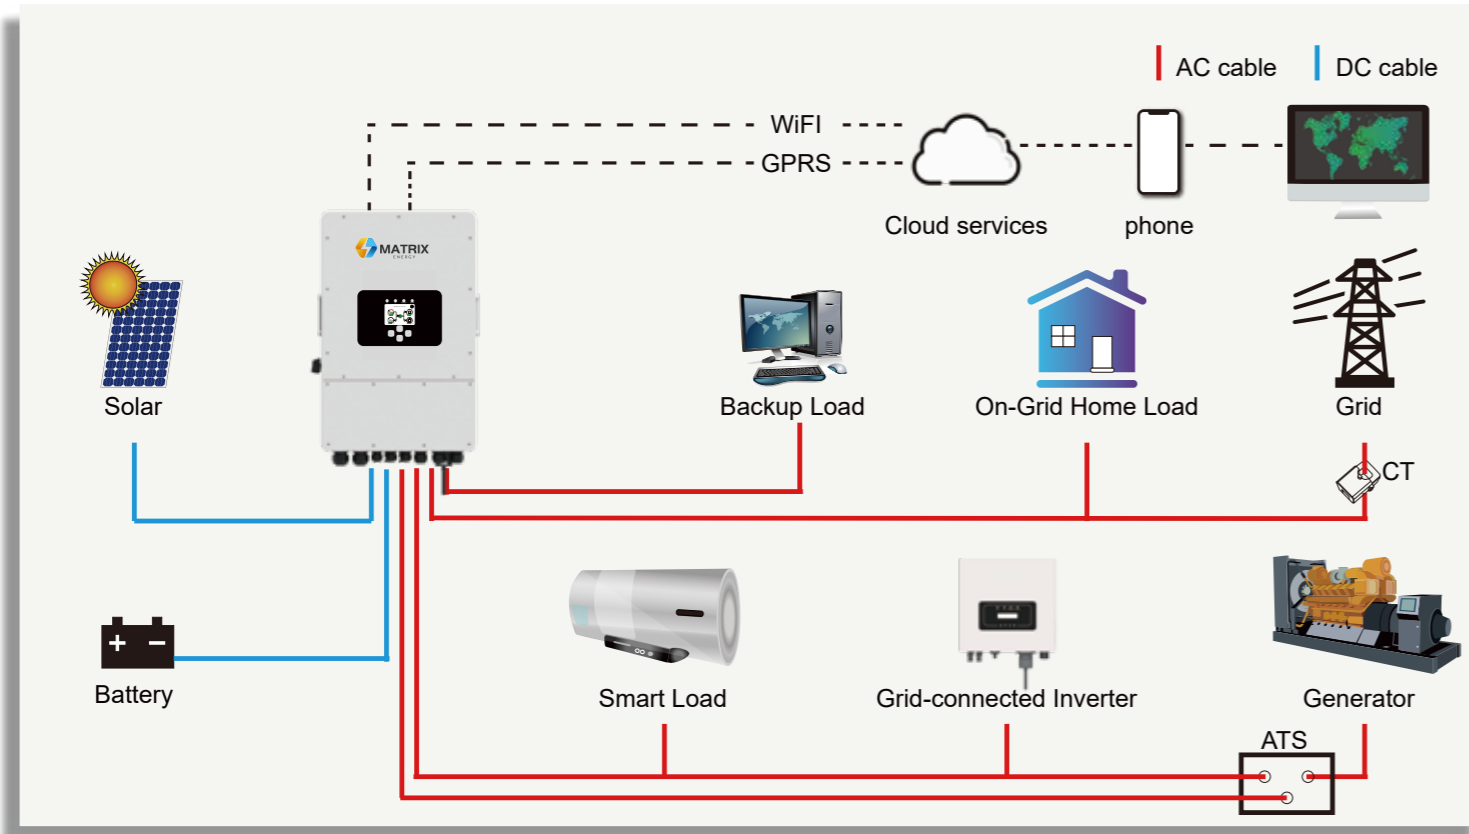 AC cable
DC cable
WiFI
GPRS
Cloud services
phone
MATRIX
ENERGY
Solar
Backup Load
On-Grid Home Load
Grid
CT
+ −
Battery
Smart Load
Grid-connected Inverter
Generator
ATS